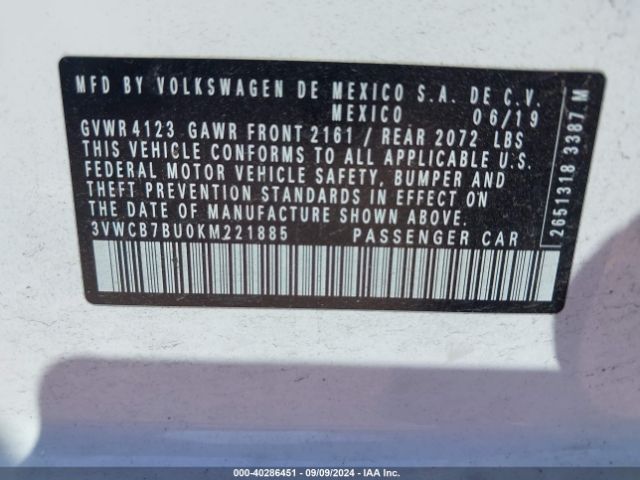 MFD BY VOLKSWAGEN DE MEXICO S.A. DE C.V.
MEXICO 06/19
GVWR 4123 GAWR FRONT 2161 / REAR 2072 LBS
THIS VEHICLE CONFORMS TO ALL APPLICABLE U.S.
FEDERAL MOTOR VEHICLE SAFETY, BUMPER AND
THEFT PREVENTION STANDARDS IN EFFECT ON
THE DATE OF MANUFACTURE SHOWN ABOVE.
3VWCB7BU0KM221885 PASSENGER CAR
2651318 3387 M
000-40286451 - 09/09/2024 - IAA Inc.